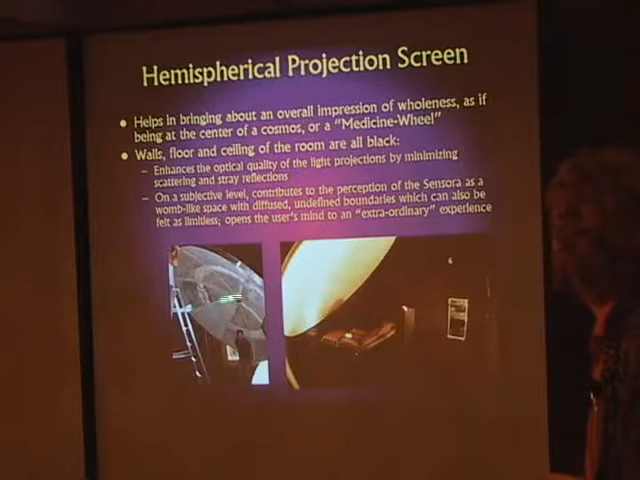 Hemispherical Projection Screen
• Helps in bringing about an overall impression of wholeness, as if
being at the center of a cosmos, or a "Medicine-Wheel"
• Walls, floor and ceiling of the room are all black:
– Enhances the optical quality of the light projections by minimizing
scattering and stray reflections
– On a subjective level, contributes to the perception of the Sensora as a
womb-like space with diffused, undefined boundaries which can also be
felt as limitless; opens the user's mind to an "extra-ordinary" experience